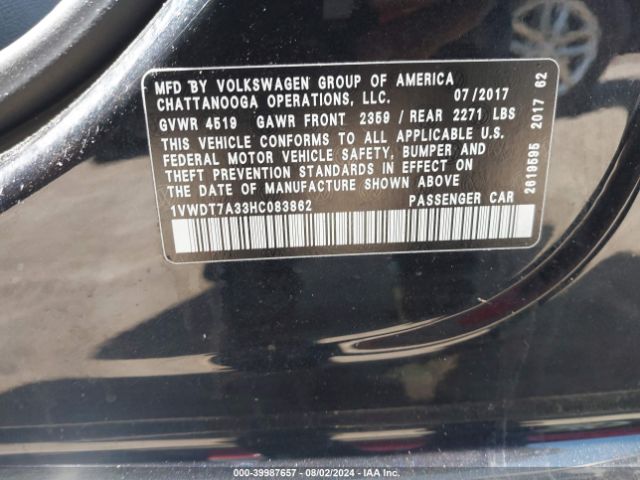 MFD BY VOLKSWAGEN GROUP OF AMERICA
CHATTANOOGA OPERATIONS, LLC. 07/2017
GVWR 4519 GAWR FRONT 2359 / REAR 2271 LBS
THIS VEHICLE CONFORMS TO ALL APPLICABLE U.S.
FEDERAL MOTOR VEHICLE SAFETY, BUMPER AND
THEFT PREVENTION STANDARDS IN EFFECT ON
THE DATE OF MANUFACTURE SHOWN ABOVE
1VWDT7A33HC083862 PASSENGER CAR
2619595 2017 62
000-39987657 - 08/02/2024 - IAA Inc.